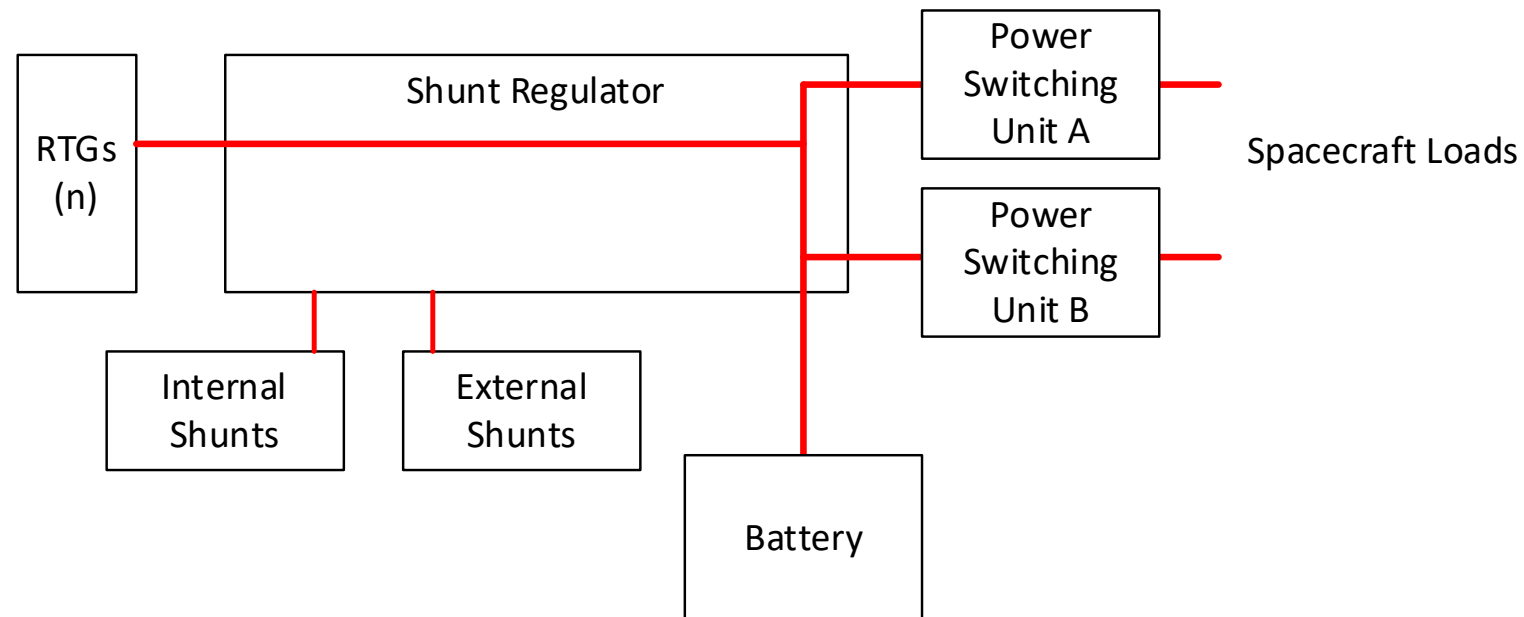 RTGs
(n)
Shunt Regulator
Power
Switching
Unit A
Spacecraft Loads
Power
Switching
Unit B
Internal
Shunts
External
Shunts
Battery